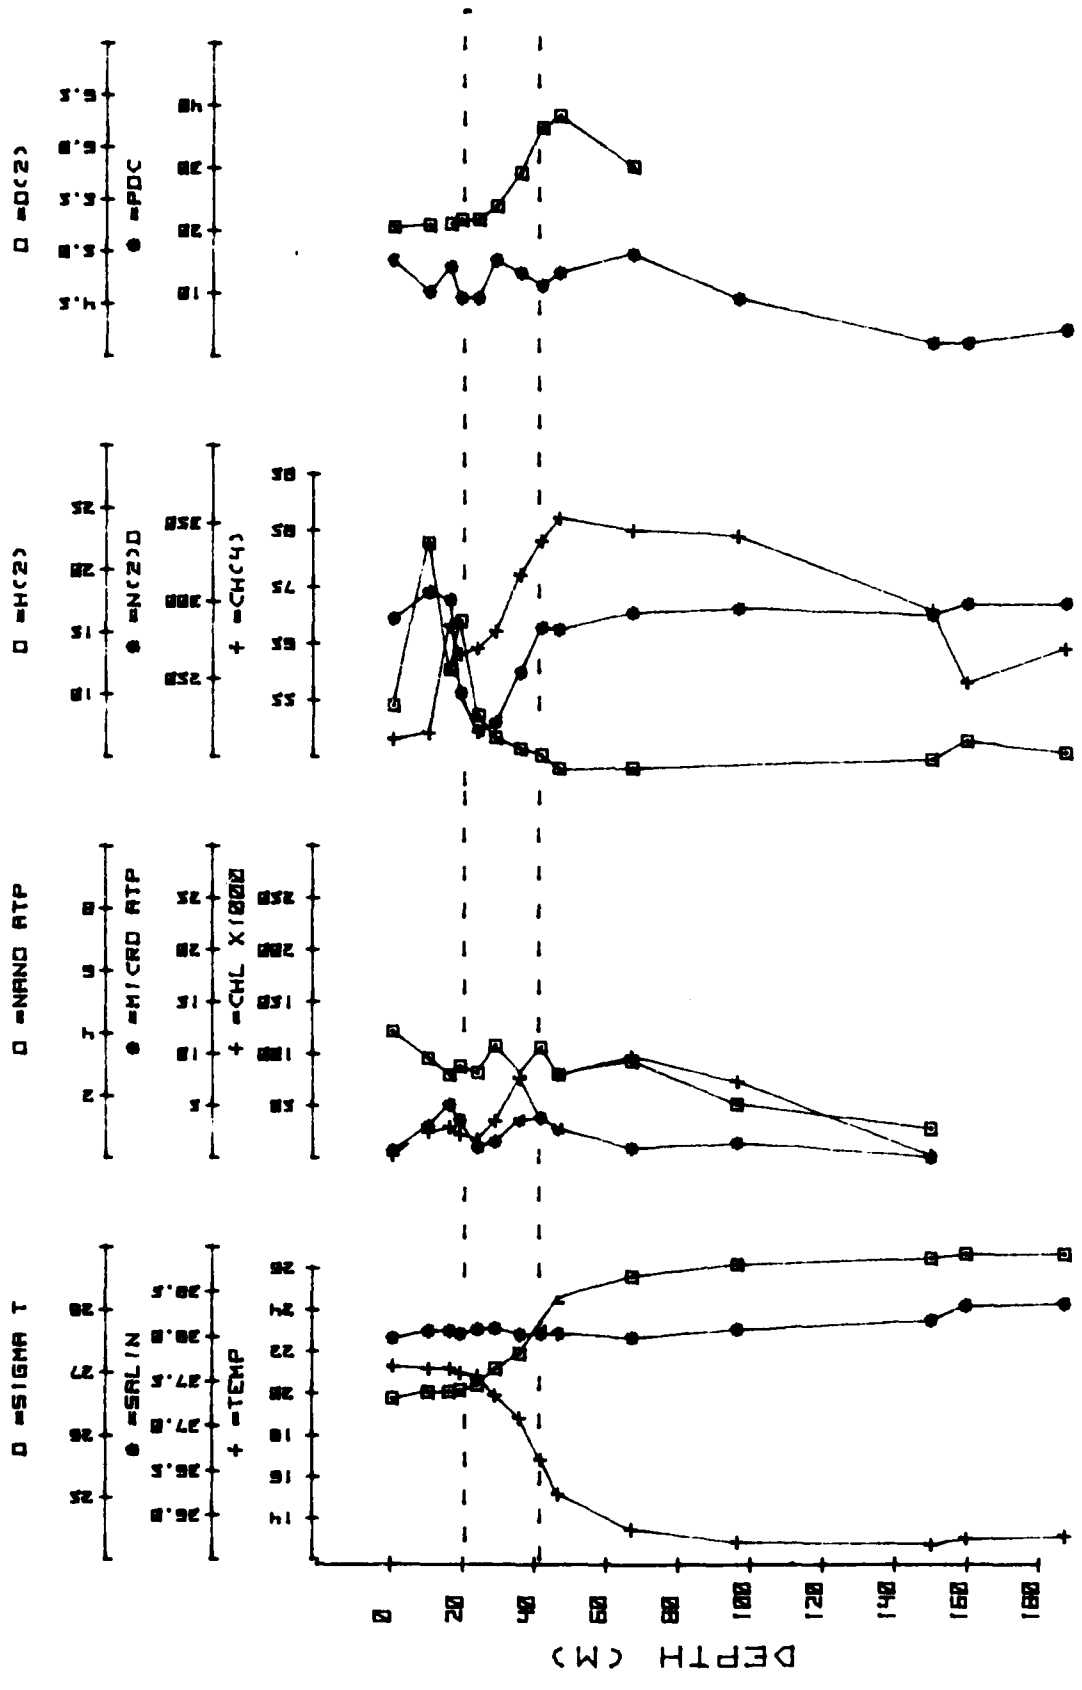 □ =O(2)
4.5 5.0 5.5 6.0 6.5
● =POC
10 20 30 40
□ =H(2)
10 15 20 25
● =N(2)O
250 300 350
+ =CH(4)
55 65 75 85 95
□ =NANO ATP
2 4 6 8
● =MICRO ATP
5 10 15 20 25
+ =CHL X1000
50 100 150 200 250
□ =SIGMA T
25 26 27 28
● =SALIN
36.0 36.5 37.0 37.5 38.0 38.5
+ =TEMP
14 16 18 20 22 24 26
0 20 40 60 80 100 120 140 160 180
DEPTH (M)